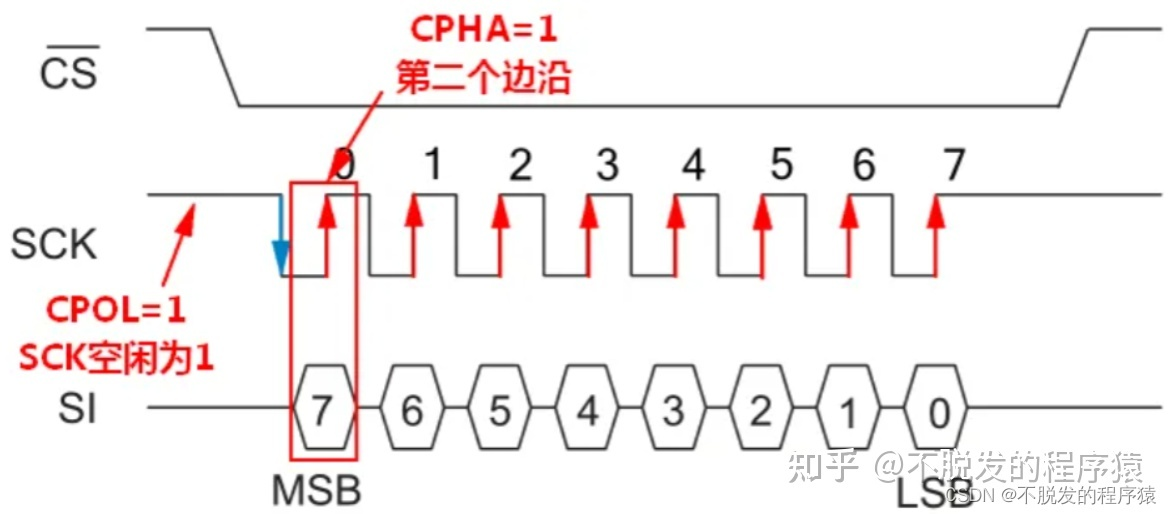 CPHA=1
第二个边沿
CS
0 1 2 3 4 5 6 7
SCK
CPOL=1
SCK空闲为1
SI
7 6 5 4 3 2 1 0
MSB
LSB
知乎 @不脱发的程序猿
CSDN @不脱发的程序猿